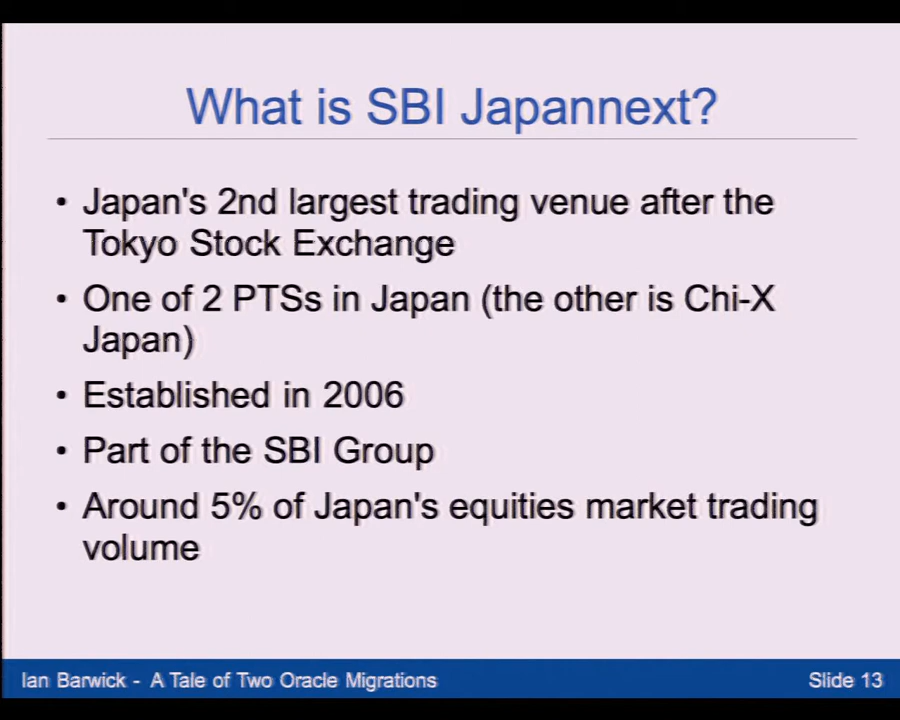 What is SBI Japannext?
• Japan's 2nd largest trading venue after the
Tokyo Stock Exchange
• One of 2 PTSs in Japan (the other is Chi-X
Japan)
• Established in 2006
• Part of the SBI Group
• Around 5% of Japan's equities market trading
volume
Ian Barwick - A Tale of Two Oracle Migrations
Slide 13